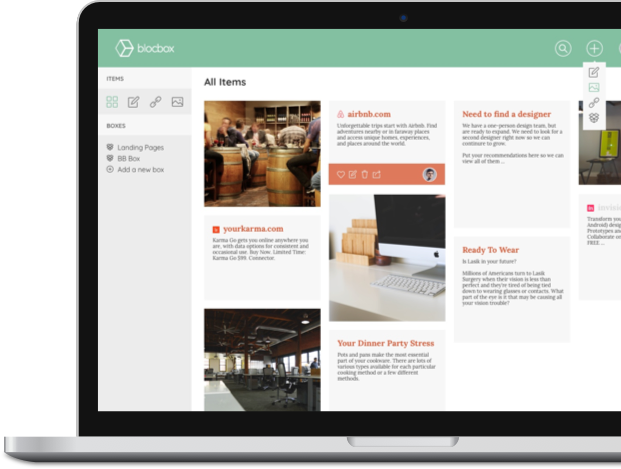 blocbox
ITEMS
All Items
BOXES
Landing Pages
BB Box
Add a new box
yourkarma.com
Karma Go gets you online anywhere you
are, with data options for consistent and
occasional use. Buy Now. Limited Time:
Karma Go $99. Connector.
airbnb.com
Unforgettable trips start with Airbnb. Find
adventures nearby or in faraway places
and access unique homes, experiences,
and places around the world.
Your Dinner Party Stress
Pots and pans make the most essential
part of your cookware. There are lots of
various types available for each particular
cooking method or a few different
methods.
Need to find a designer
We have a one-person design team, but
are ready to expand. We need to look for a
second designer right now so we can
continue to grow.
Put your recommendations here so we can
view all of them ...
Ready To Wear
Is Lasik in your future?
Millions of Americans turn to Lasik
Surgery when their vision is less than
perfect and they're tired of being tied
down to wearing glasses or contacts. What
part of the eye is it that may be causing all
your vision trouble?
in
Transform you
Android) desig
Prototypes an
Collaborate on
FREE ...